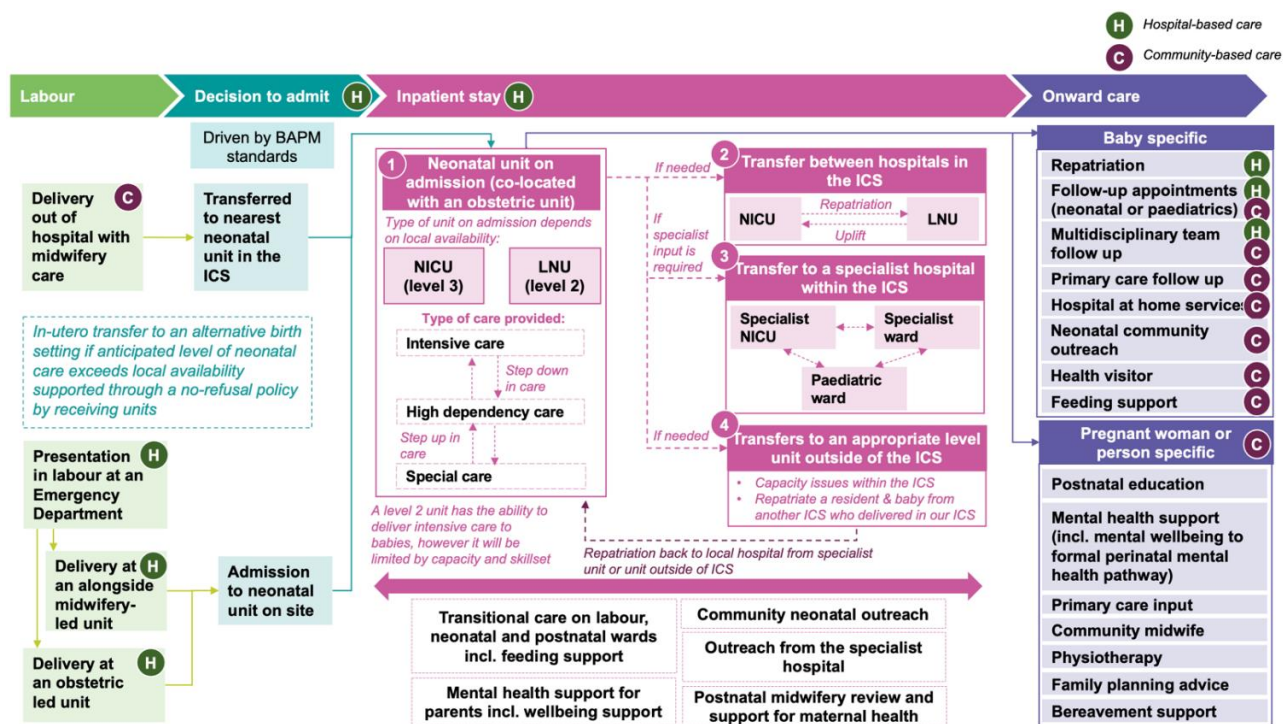 H Hospital-based care
C Community-based care
Labour
Decision to admit H
Inpatient stay H
Onward care
Driven by BAPM
standards
Delivery C
out of
hospital with
midwifery
care
Transferred
to nearest
neonatal
unit in the
ICS
In-utero transfer to an alternative birth
setting if anticipated level of neonatal
care exceeds local availability
supported through a no-refusal policy
by receiving units
Presentation H
in labour at an
Emergency
Department
Delivery at H
an alongside
midwifery-
led unit
Delivery at H
an obstetric
led unit
Admission
to neonatal
unit on site
1 Neonatal unit on
admission (co-located
with an obstetric unit)
Type of unit on admission depends
on local availability:
NICU
(level 3)
LNU
(level 2)
Type of care provided:
Intensive care
Step down
in care
High dependency care
Step up in
care
Special care
A level 2 unit has the ability to
deliver intensive care to
babies, however it will be
limited by capacity and skillset
If needed
If
specialist
input is
required
If needed
2 Transfer between hospitals in
the ICS
NICU
Repatriation
Uplift
LNU
3 Transfer to a specialist hospital
within the ICS
Specialist
NICU
Specialist
ward
Paediatric
ward
4 Transfers to an appropriate level
unit outside of the ICS
• Capacity issues within the ICS
• Repatriate a resident & baby from
another ICS who delivered in our ICS
Repatriation back to local hospital from specialist
unit or unit outside of ICS
Transitional care on labour,
neonatal and postnatal wards
incl. feeding support
Mental health support for
parents incl. wellbeing support
Community neonatal outreach
Outreach from the specialist
hospital
Postnatal midwifery review and
support for maternal health
Baby specific
Repatriation H
Follow-up appointments H
(neonatal or paediatrics) C
Multidisciplinary team H
follow up C
Primary care follow up C
Hospital at home services C
Neonatal community
outreach C
Health visitor C
Feeding support C
Pregnant woman or
person specific C
Postnatal education
Mental health support
(incl. mental wellbeing to
formal perinatal mental
health pathway)
Primary care input
Community midwife
Physiotherapy
Family planning advice
Bereavement support